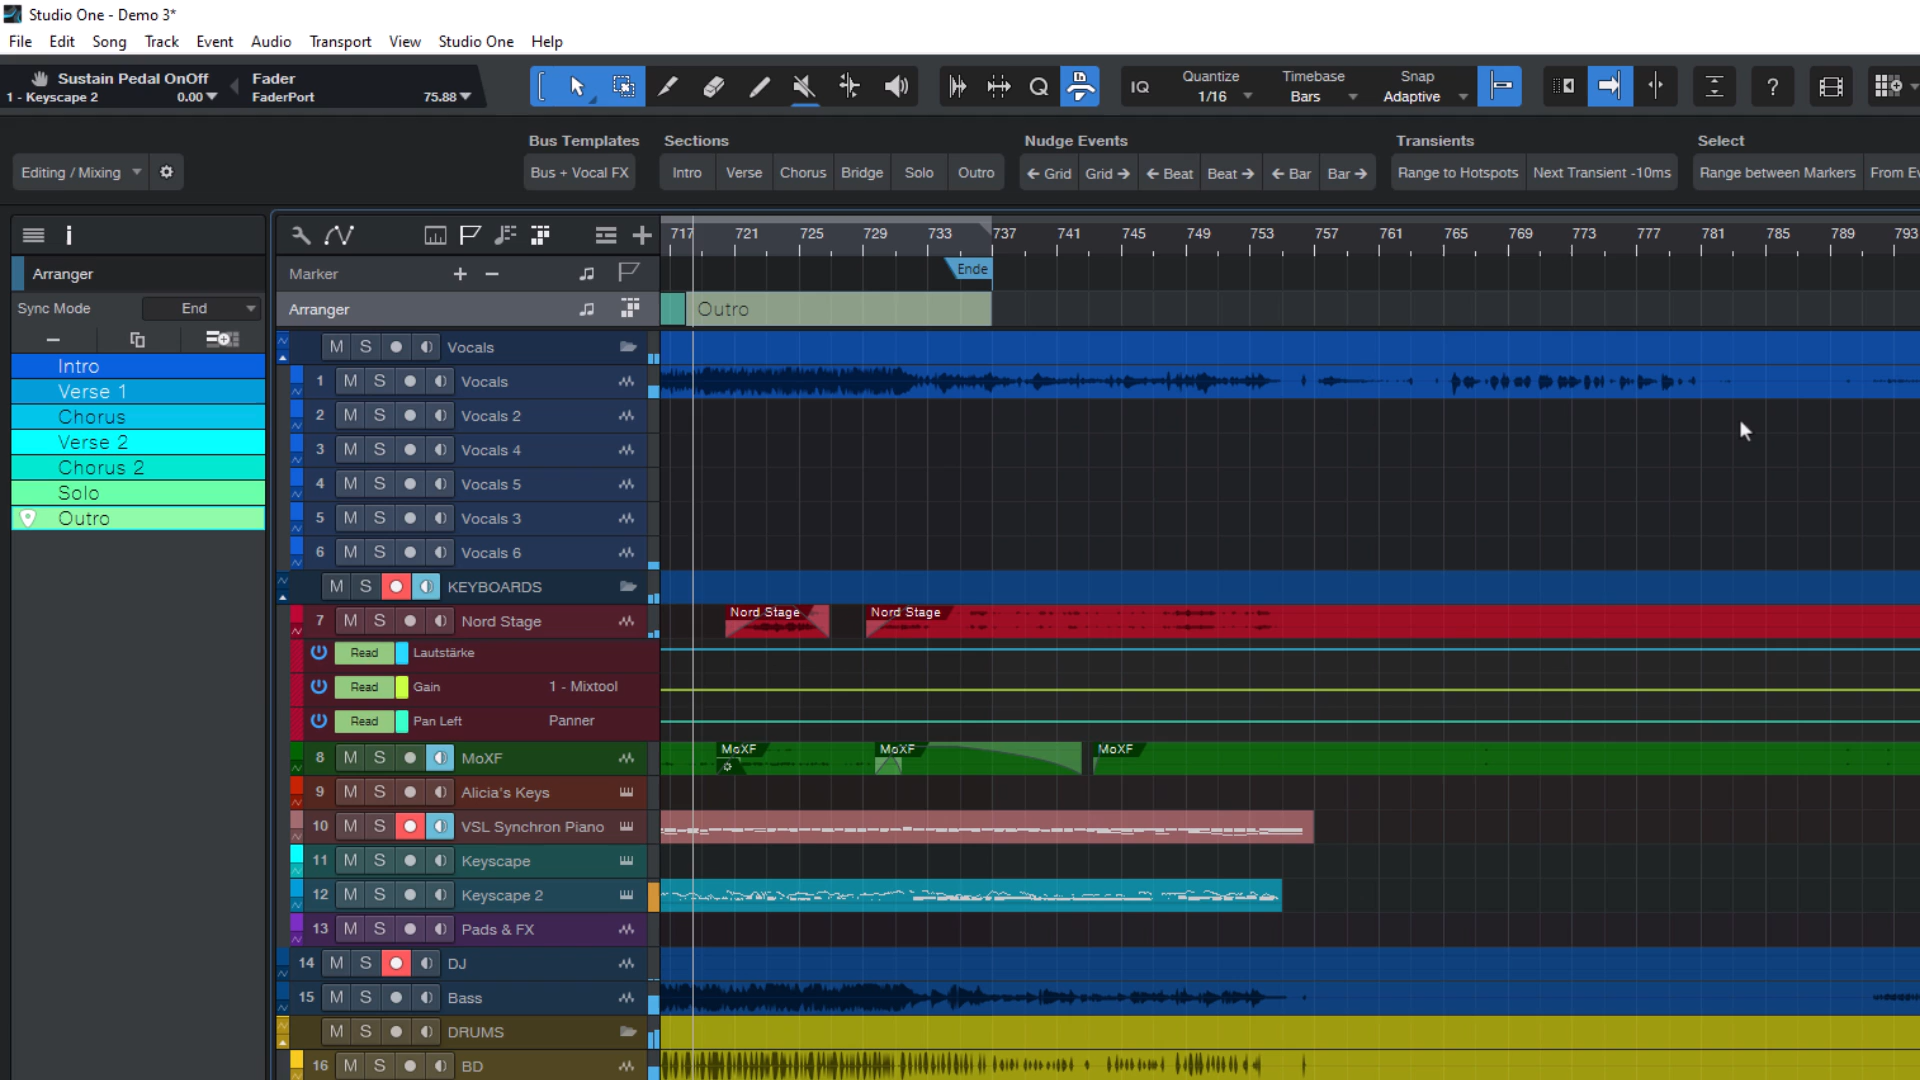 Studio One - Demo 3*
File Edit Song Track Event Audio Transport View Studio One Help
Sustain Pedal OnOff Fader
1 - Keyscape 2 0.00 FaderPort 75.88
IQ Quantize Timebase Snap
1/16 Bars Adaptive
Q ?
Bus Templates Sections Nudge Events Transients Select
Editing / Mixing Bus + Vocal FX Intro Verse Chorus Bridge Solo Outro ← Grid Grid → ← Beat Beat → ← Bar Bar → Range to Hotspots Next Transient -10ms Range between Markers From Ev
i
717 721 725 729 733 737 741 745 749 753 757 761 765 769 773 777 781 785 789 793
Arranger Marker + − Ende
Sync Mode End Arranger Outro
Intro
Verse 1
Chorus
Verse 2
Chorus 2
Solo
Outro
M S Vocals
1 M S Vocals
2 M S Vocals 2
3 M S Vocals 4
4 M S Vocals 5
5 M S Vocals 3
6 M S Vocals 6
M S KEYBOARDS
7 M S Nord Stage Nord Stage Nord Stage
Read Lautstärke
Read Gain 1 - Mixtool
Read Pan Left Panner
8 M S MoXF MoXF MoXF MoXF
9 M S Alicia's Keys
10 M S VSL Synchron Piano
11 M S Keyscape
12 M S Keyscape 2
13 M S Pads & FX
14 M S DJ
15 M S Bass
M S DRUMS
16 M S BD